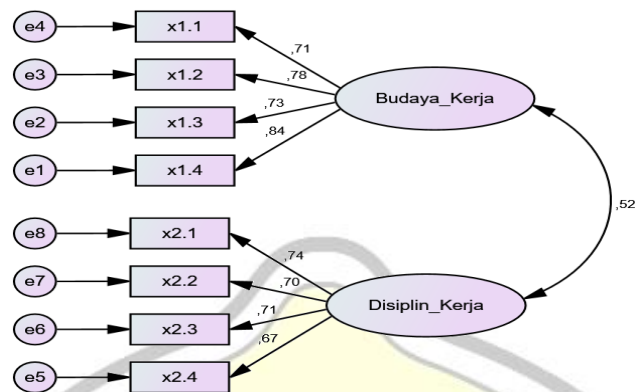 e4
x1.1
,71
e3
x1.2
,78
Budaya_Kerja
e2
x1.3
,73
e1
x1.4
,84
,52
e8
x2.1
,74
e7
x2.2
,70
Disiplin_Kerja
e6
x2.3
,71
e5
x2.4
,67